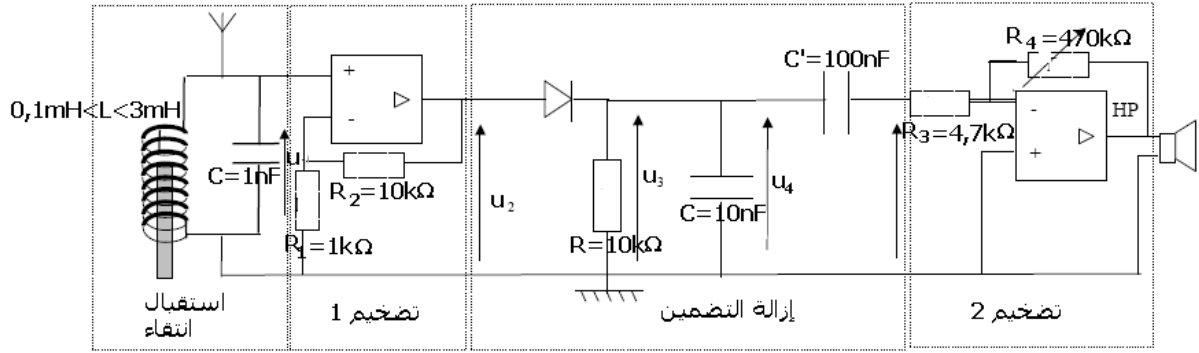 R₄=470kΩ
C'=100nF
+
-
0,1mH<L<3mH
-
HP
+
R₃=4,7kΩ
C=1nF
u
R₂=10kΩ
u₂
u₃
u₄
C=10nF
R₁=1kΩ
R=10kΩ
استقبال
انتقاء
تضخيم 1
إزالة التضمين
تضخيم 2